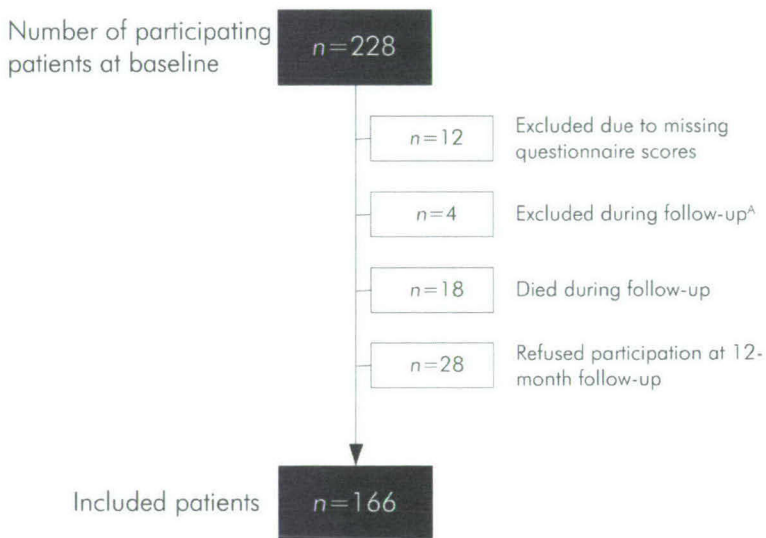 Number of participating
patients at baseline
n=228
n=12
Excluded due to missing
questionnaire scores
n=4
Excluded during follow-upᴬ
n=18
Died during follow-up
n=28
Refused participation at 12-
month follow-up
Included patients
n=166